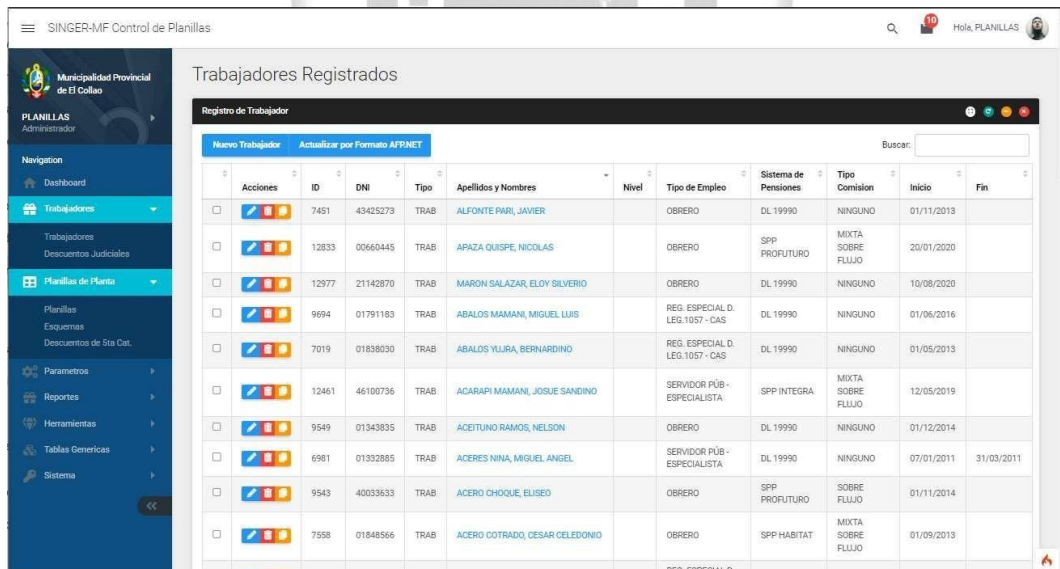 SINGER-MF Control de Planillas
10
Hola, PLANILLAS
Municipalidad Provincial
de El Collao
PLANILLAS
Administrador
Navigation
Dashboard
Trabajadores
Trabajadores
Descuentos Judiciales
Planillas de Planta
Planillas
Esquemas
Descuentos de 5ta Cat.
Parametros
Reportes
Herramientas
Tablas Genericas
Sistema
Trabajadores Registrados
Registro de Trabajador
Nuevo Trabajador Actualizar por Formato AFP.NET
Buscar:
Acciones ID DNI Tipo Apellidos y Nombres Nivel Tipo de Empleo Sistema de Pensiones Tipo Comision Inicio Fin
7451 43425273 TRAB ALFONTE PARI, JAVIER OBRERO DL 19990 NINGUNO 01/11/2013
12833 00660445 TRAB APAZA QUISPE, NICOLAS OBRERO SPP PROFUTURO MIXTA SOBRE FLUJO 20/01/2020
12977 21142870 TRAB MARON SALAZAR, ELOY SILVERIO OBRERO DL 19990 NINGUNO 10/08/2020
9694 01791183 TRAB ABALOS MAMANI, MIGUEL LUIS REG. ESPECIAL D. LEG.1057 - CAS DL 19990 NINGUNO 01/06/2016
7019 01838030 TRAB ABALOS YUJRA, BERNARDINO REG. ESPECIAL D. LEG.1057 - CAS DL 19990 NINGUNO 01/05/2013
12461 46100736 TRAB ACARAPI MAMANI, JOSUE SANDINO SERVIDOR PÚB - ESPECIALISTA SPP INTEGRA MIXTA SOBRE FLUJO 12/05/2019
9549 01343835 TRAB ACEITUNO RAMOS, NELSON OBRERO DL 19990 NINGUNO 01/12/2014
6981 01332885 TRAB ACERES NINA, MIGUEL ANGEL SERVIDOR PÚB - ESPECIALISTA DL 19990 NINGUNO 07/01/2011 31/03/2011
9543 40033633 TRAB ACERO CHOQUE, ELISEO OBRERO SPP PROFUTURO SOBRE FLUJO 01/11/2014
7558 01848566 TRAB ACERO COTRADO, CESAR CELEDONIO OBRERO SPP HABITAT MIXTA SOBRE FLUJO 01/09/2013
REG. ESPECIAL D.